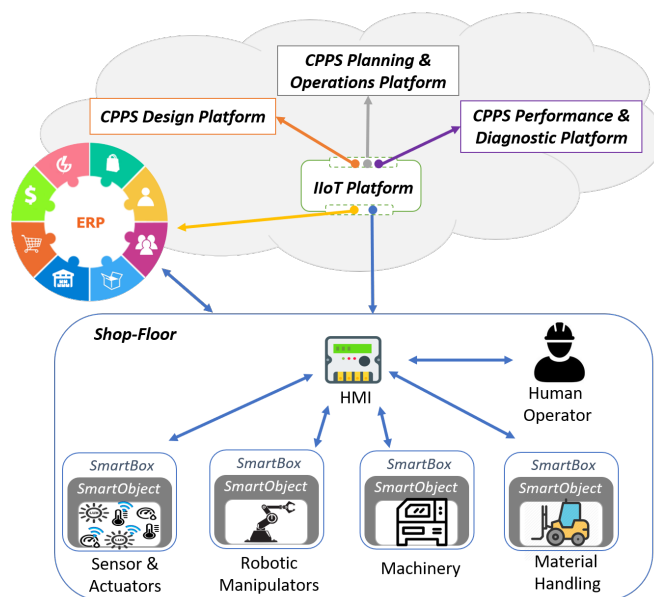 CPPS Planning &
Operations Platform
CPPS Design Platform
CPPS Performance &
Diagnostic Platform
IIoT Platform
$
ERP
Shop-Floor
HMI
Human
Operator
SmartBox
SmartObject
Sensor &
Actuators
SmartBox
SmartObject
Robotic
Manipulators
SmartBox
SmartObject
Machinery
SmartBox
SmartObject
Material
Handling